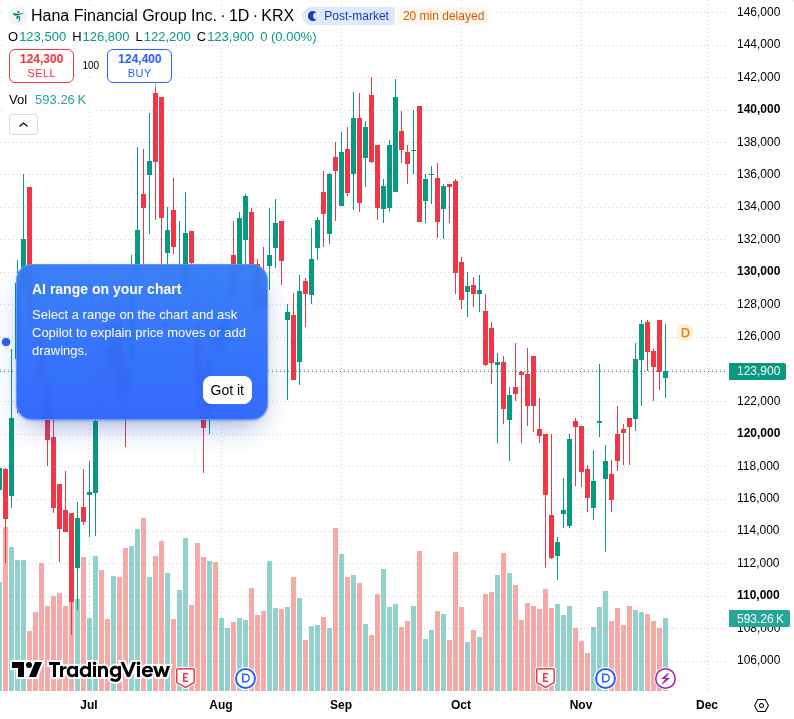 Hana Financial Group Inc. · 1D · KRX Post-market 20 min delayed
O123,500 H126,800 L122,200 C123,900 0 (0.00%)
124,300 SELL 100 124,400 BUY
Vol 593.26 K
146,000
144,000
142,000
140,000
138,000
136,000
134,000
132,000
130,000
128,000
126,000
123,900
122,000
120,000
118,000
116,000
114,000
112,000
110,000
593.26 K
108,000
106,000
AI range on your chart
Select a range on the chart and ask
Copilot to explain price moves or add
drawings.
Got it
D
TradingView
E D E D
Jul Aug Sep Oct Nov Dec